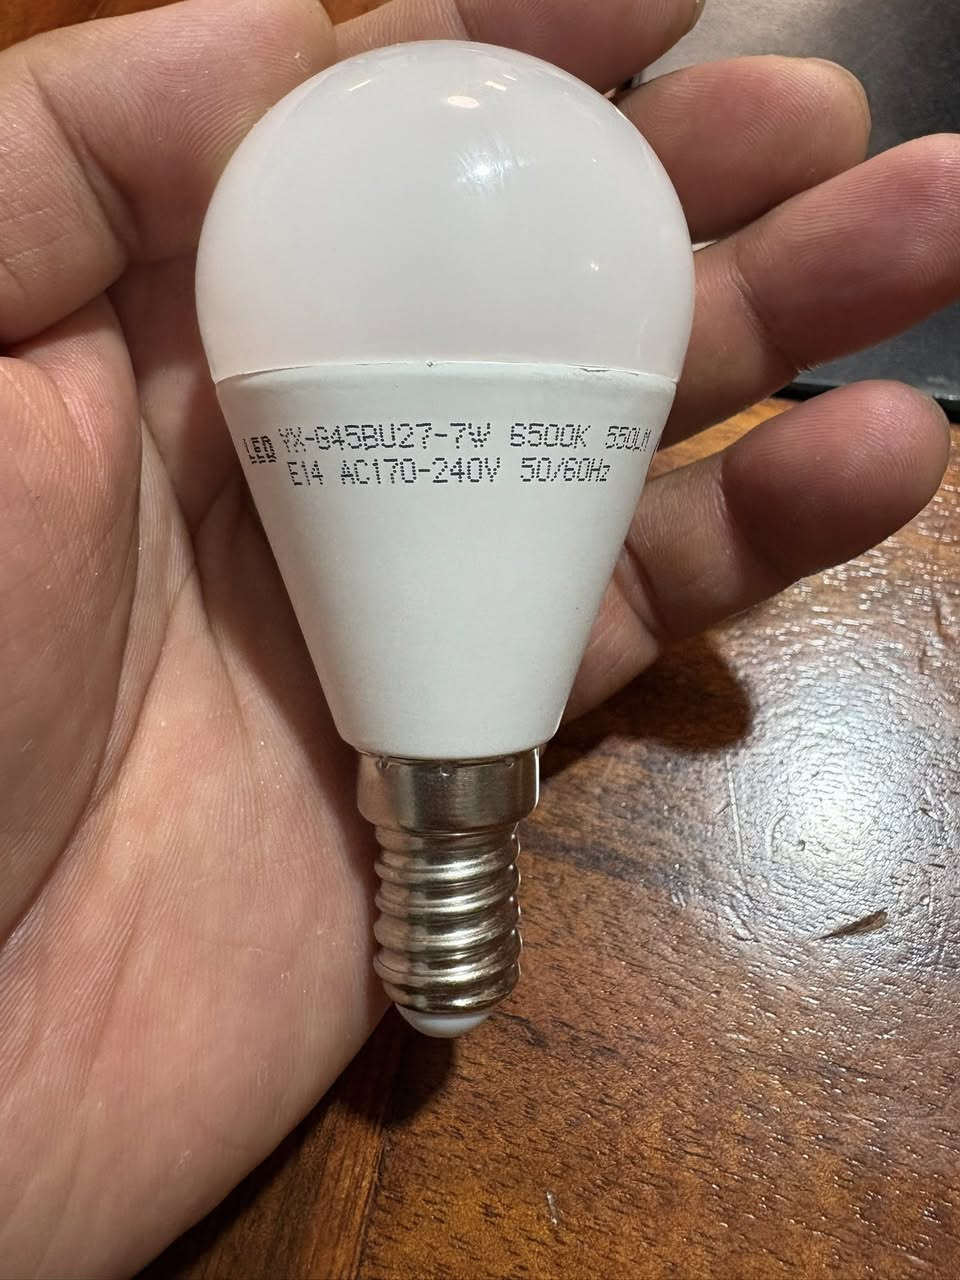 LED YX-G45BU27-7W 6500K 550LM
E14 AC170-240V 50/60Hz